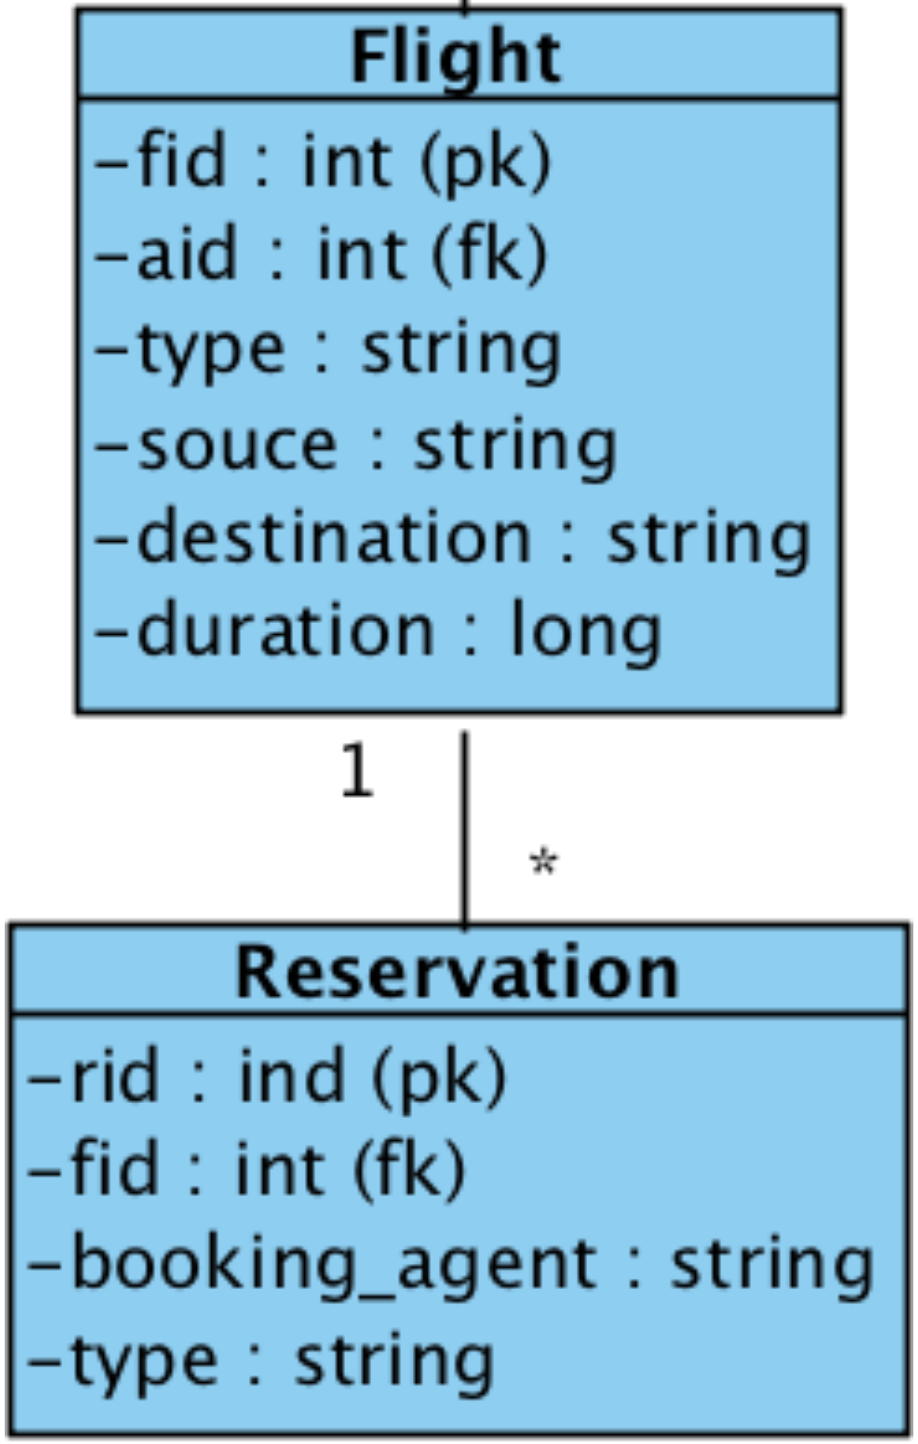 Flight
-fid : int (pk)
-aid : int (fk)
-type : string
-souce : string
-destination : string
-duration : long
1
*
Reservation
-rid : ind (pk)
-fid : int (fk)
-booking_agent : string
-type : string